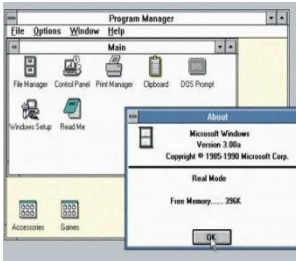 Program Manager
File Options Window Help
Main
File Manager Control Panel Print Manager Clipboard DOS Prompt
Windows Setup Read Me
Accessories Games
About
Microsoft Windows
Version 3.00a
Copyright © 1985-1990 Microsoft Corp.
Real Mode
Free Memory...... 396K
OK